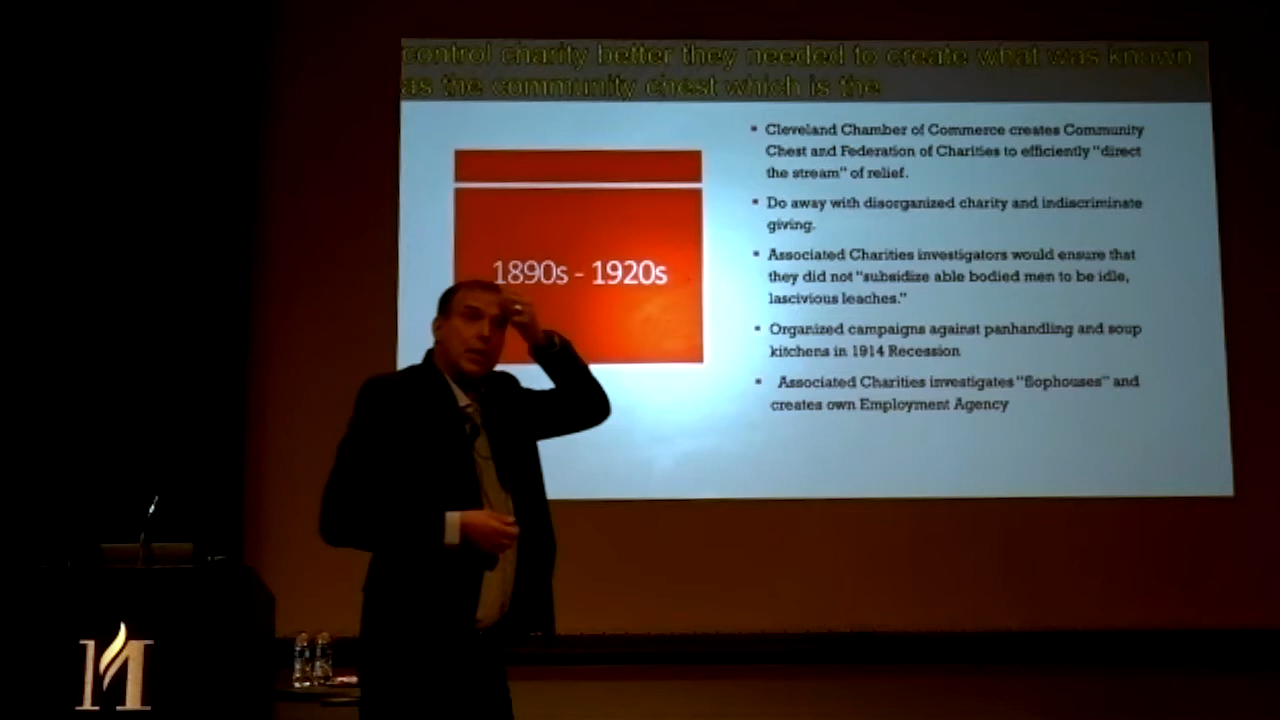 control charity better they needed to create what was known
as the community chest which is the
1890s - 1920s
▪ Cleveland Chamber of Commerce creates Community
Chest and Federation of Charities to efficiently "direct
the stream" of relief.
▪ Do away with disorganized charity and indiscriminate
giving.
▪ Associated Charities investigators would ensure that
they did not "subsidize able bodied men to be idle,
lascivious leaches."
▪ Organized campaigns against panhandling and soup
kitchens in 1914 Recession
▪ Associated Charities investigates "flophouses" and
creates own Employment Agency